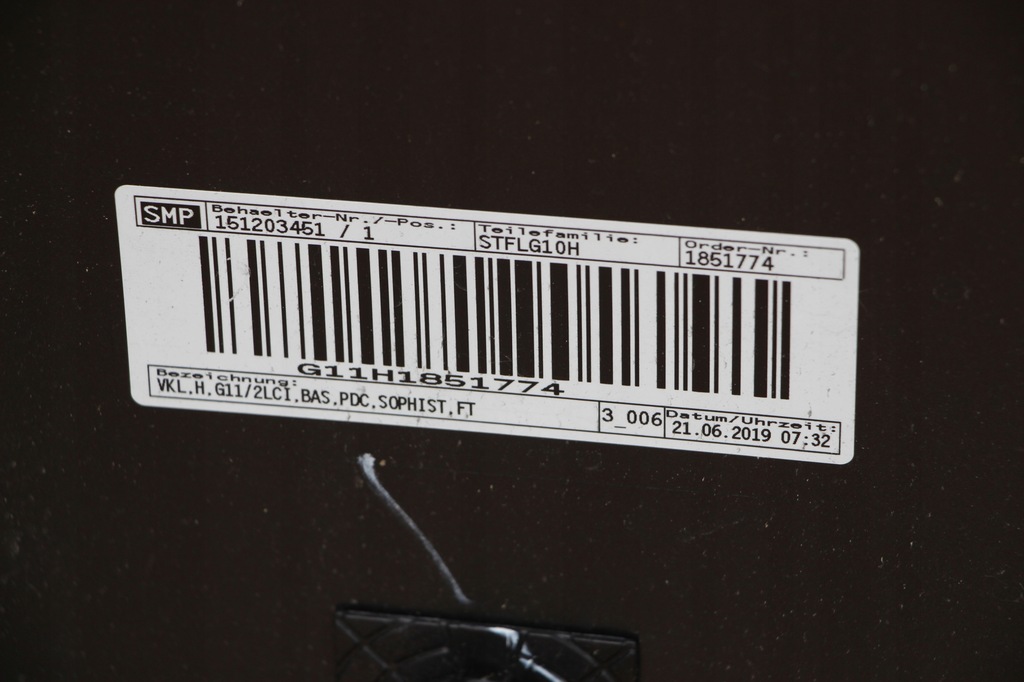 SMP
Behaelter-Nr./-Pos.:
151203451 / 1
Teilefamilie:
STFLG10H
Order-Nr.:
1851774
G11H1851774
Bezeichnung:
VKL.H.G11/2LCI.BAS.PDC.SOPHIST.FT
3_006
Datum/Uhrzeit:
21.06.2019 07:32